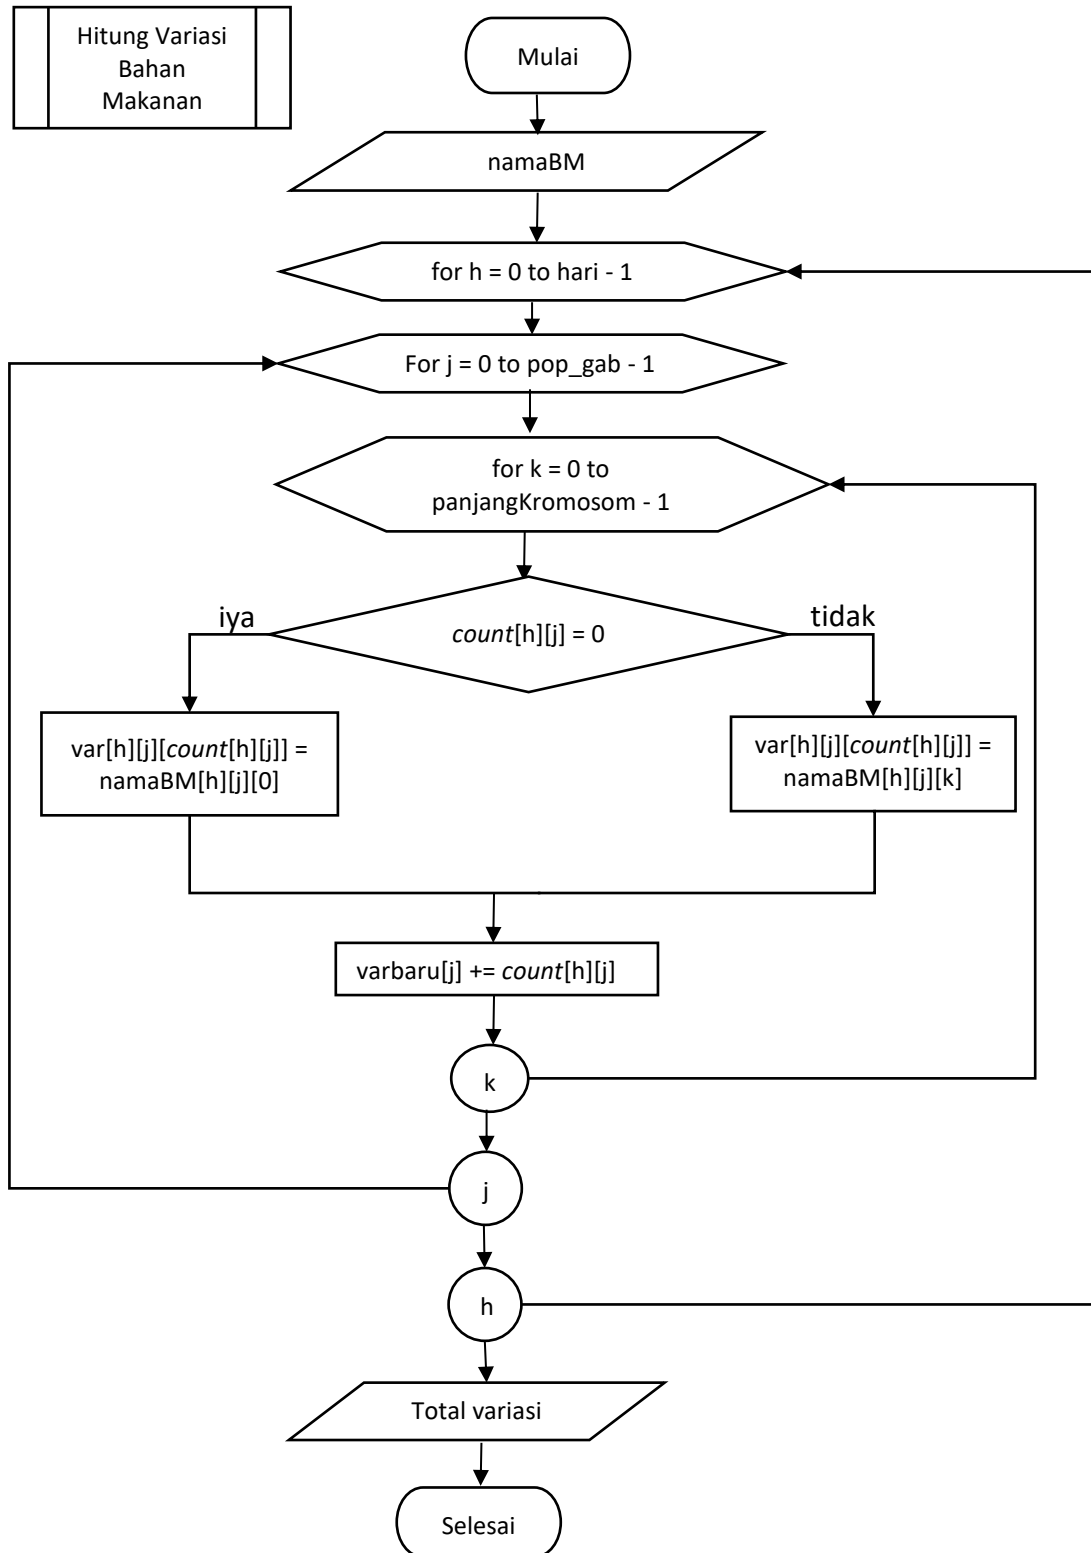 Hitung Variasi
Bahan
Makanan
Mulai
namaBM
for h = 0 to hari - 1
For j = 0 to pop_gab - 1
for k = 0 to
panjangKromosom - 1
iya
count[h][j] = 0
tidak
var[h][j][count[h][j]] =
namaBM[h][j][0]
var[h][j][count[h][j]] =
namaBM[h][j][k]
varbaru[j] += count[h][j]
k
j
h
Total variasi
Selesai